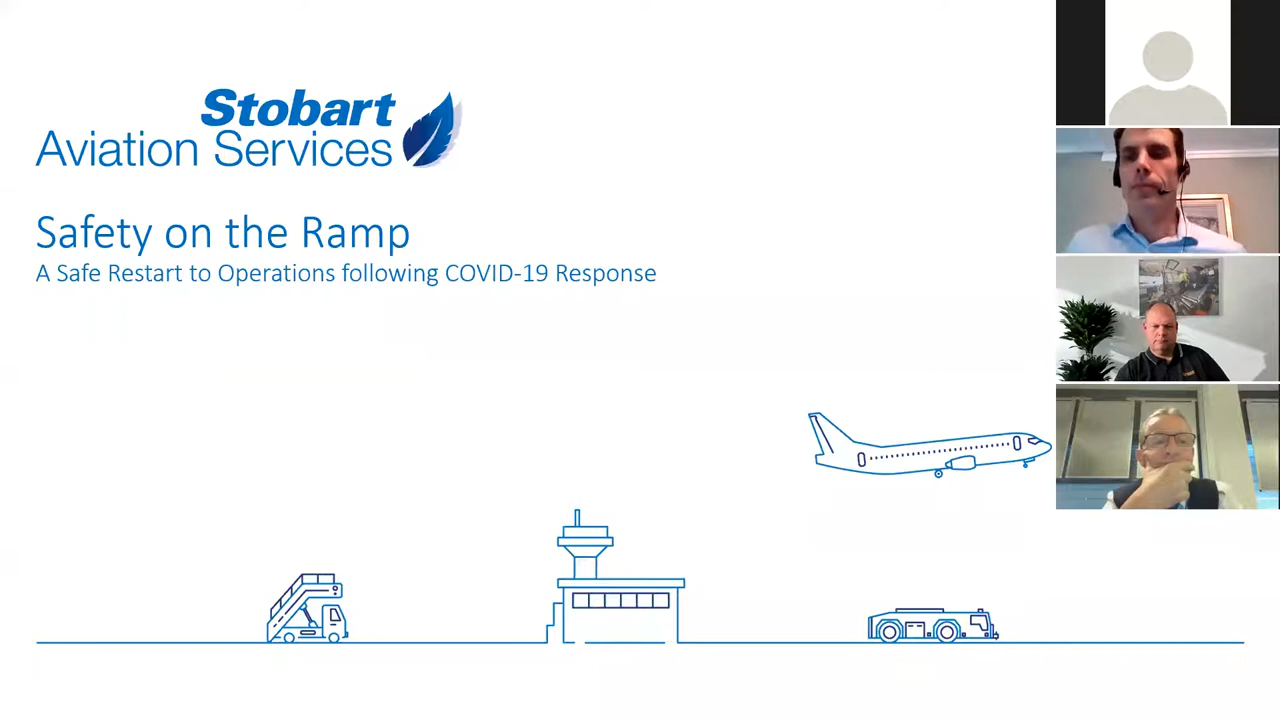 Stobart
Aviation Services
Safety on the Ramp
A Safe Restart to Operations following COVID-19 Response